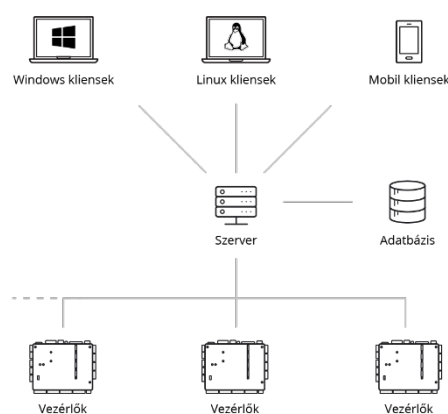 Windows kliensek
Linux kliensek
Mobil kliensek
Szerver
Adatbázis
Vezérlők
Vezérlők
Vezérlők